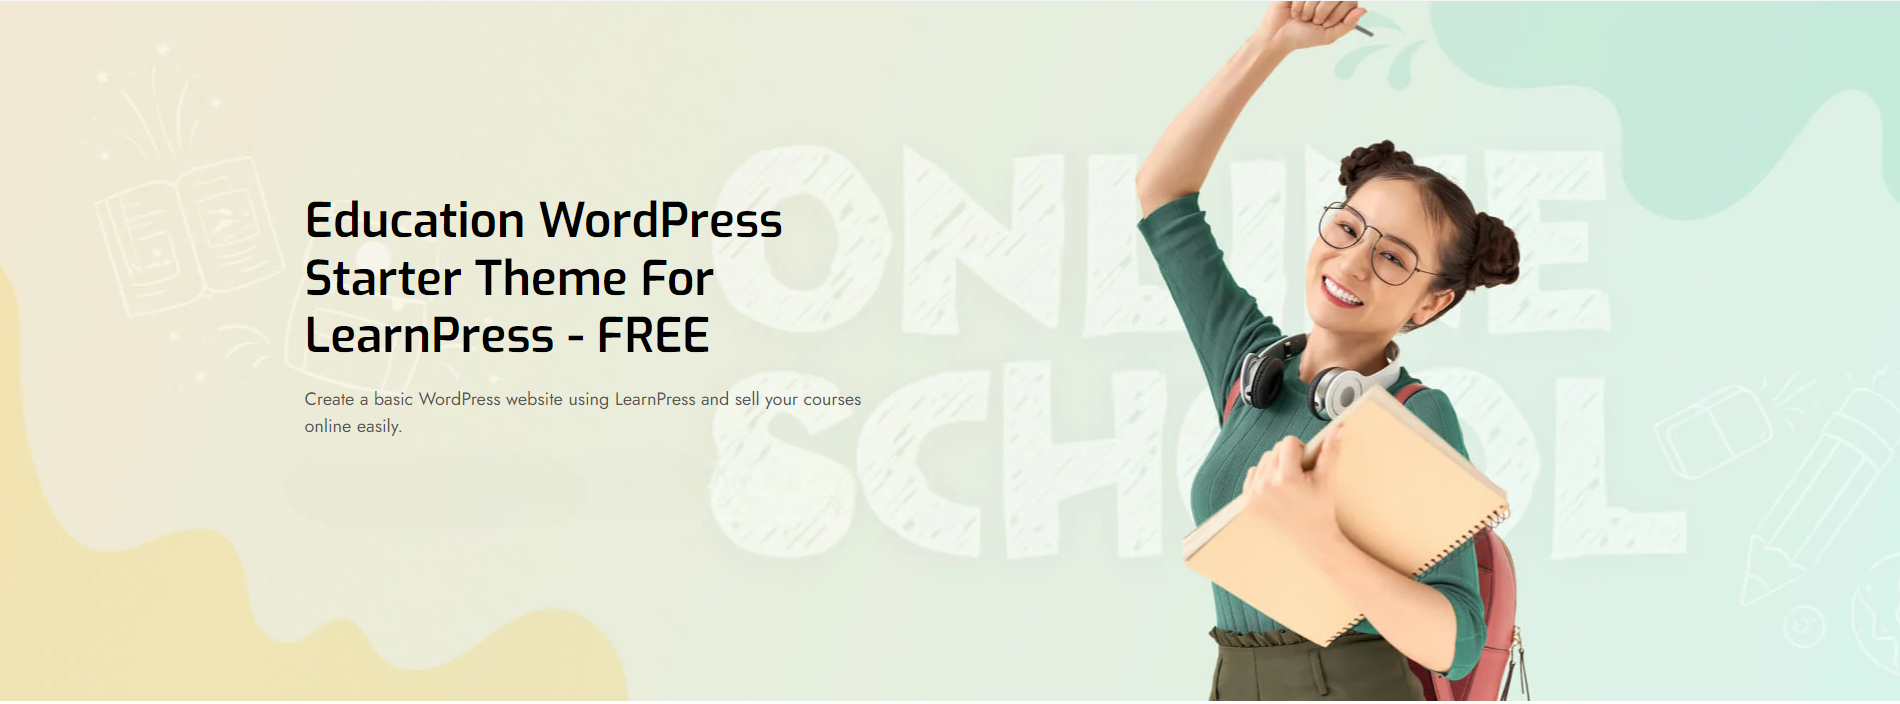 Education WordPress
Starter Theme For
LearnPress - FREE
Create a basic WordPress website using LearnPress and sell your courses
online easily.
ONLINE
SCHOOL